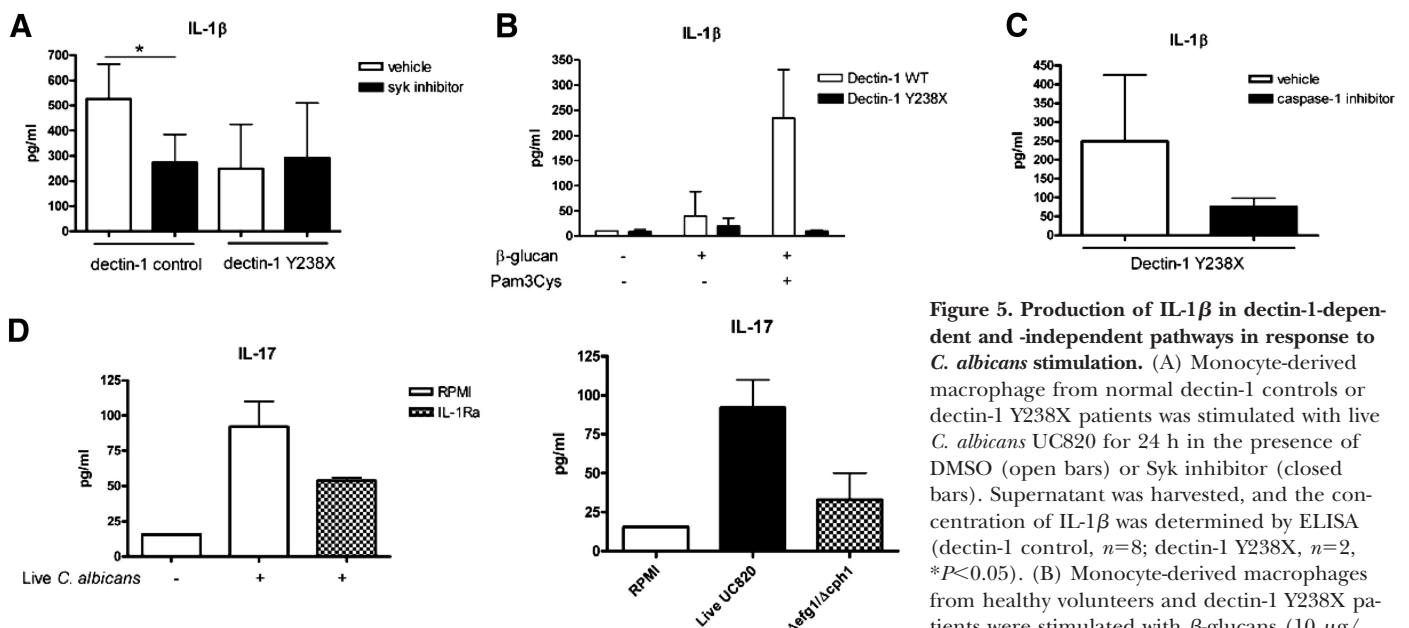 A
IL-1β
*
700
600
500
400
300
200
100
0
pg/ml
vehicle
syk inhibitor
dectin-1 control
dectin-1 Y238X
B
IL-1β
350
300
250
200
150
100
50
0
pg/ml
Dectin-1 WT
Dectin-1 Y238X
β-glucan - + +
Pam3Cys - - +
C
IL-1β
450
400
350
300
250
200
150
100
50
0
pg/ml
vehicle
caspase-1 inhibitor
Dectin-1 Y238X
D
IL-17
125
100
75
50
25
0
pg/ml
RPMI
IL-1Ra
Live C. albicans - + +
IL-17
125
100
75
50
25
0
pg/ml
RPMI
Live UC820
Δefg1/Δcph1
Figure 5. Production of IL-1β in dectin-1-depen-
dent and -independent pathways in response to
C. albicans stimulation. (A) Monocyte-derived
macrophage from normal dectin-1 controls or
dectin-1 Y238X patients was stimulated with live
C. albicans UC820 for 24 h in the presence of
DMSO (open bars) or Syk inhibitor (closed
bars). Supernatant was harvested, and the con-
centration of IL-1β was determined by ELISA
(dectin-1 control, n=8; dectin-1 Y238X, n=2,
*P<0.05). (B) Monocyte-derived macrophages
from healthy volunteers and dectin-1 Y238X pa-
tients were stimulated with β-glucans (10 μg/